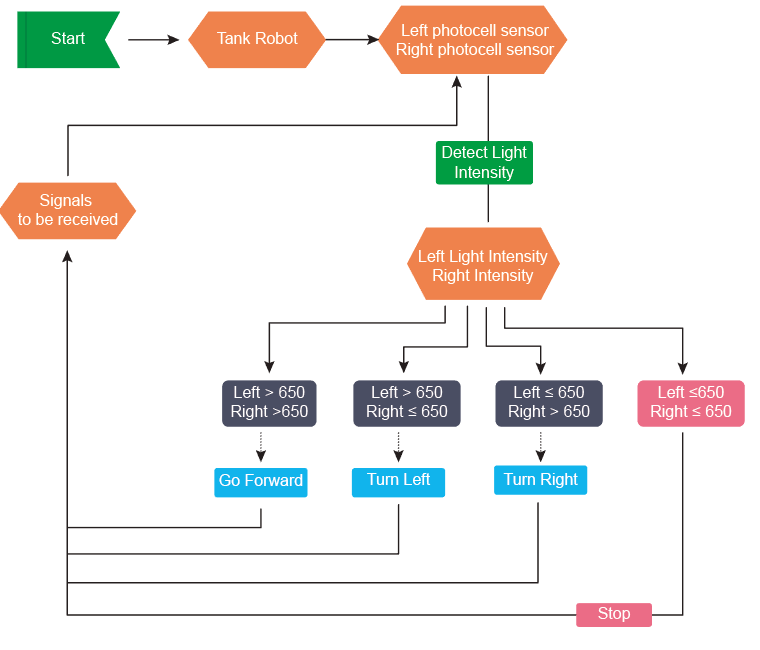 Start
Tank Robot
Left photocell sensor
Right photocell sensor
Detect Light
Intensity
Signals
to be received
Left Light Intensity
Right Intensity
Left > 650
Right >650
Left > 650
Right ≤ 650
Left ≤ 650
Right > 650
Left ≤650
Right ≤ 650
Go Forward
Turn Left
Turn Right
Stop